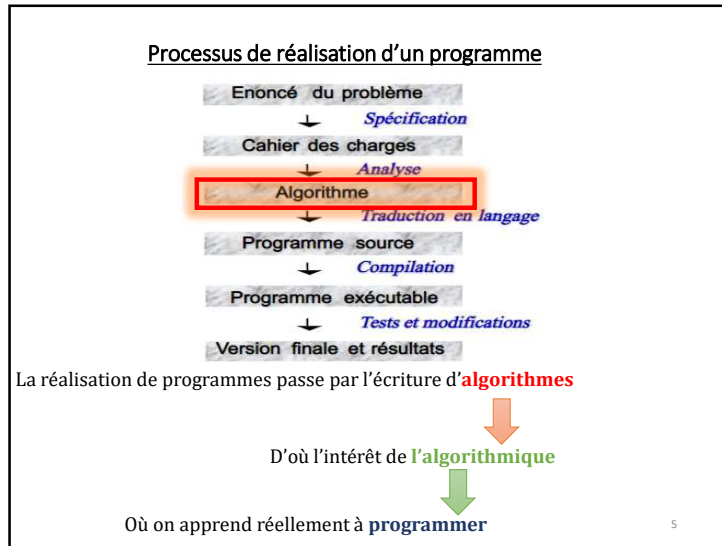 Processus de réalisation d’un programme
Enoncé du problème
Spécification
Cahier des charges
Analyse
Algorithme
Traduction en langage
Programme source
Compilation
Programme exécutable
Tests et modifications
Version finale et résultats
La réalisation de programmes passe par l’écriture d’algorithmes
D’où l’intérêt de l’algorithmique
Où on apprend réellement à programmer
5